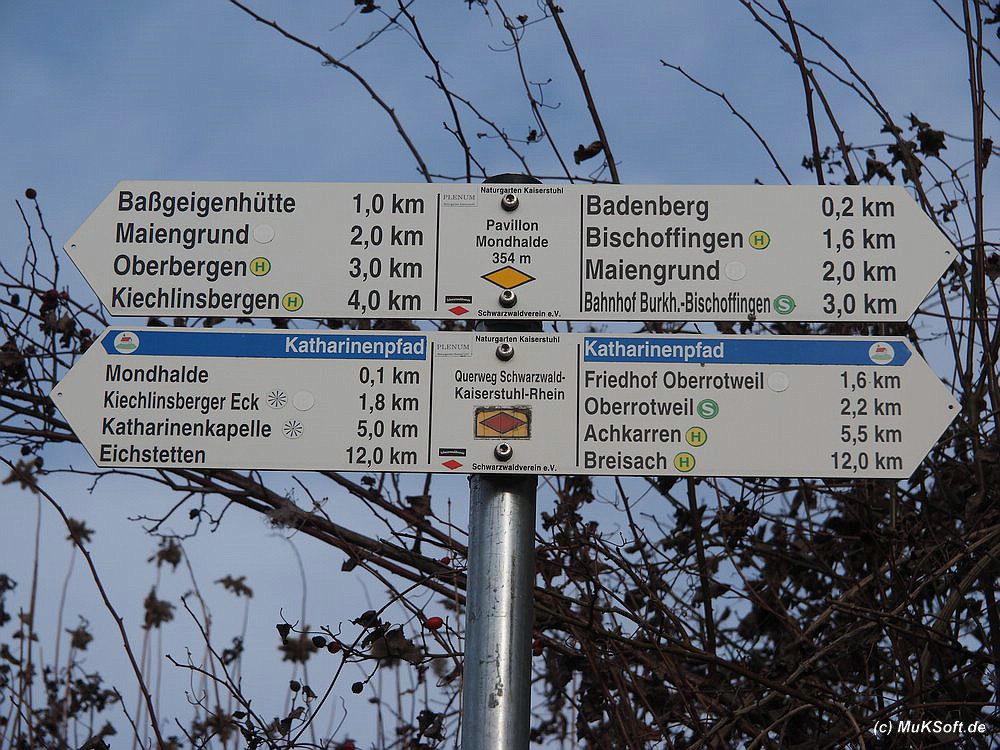 Baßgeigenhütte 1,0 km
Maiengrund 2,0 km
Oberbergen H 3,0 km
Kiechlinsbergen H 4,0 km
PLENUM
Naturgarten Kaiserstuhl
Pavillon
Mondhalde
354 m
Schwarzwaldverein e.V.
Badenberg 0,2 km
Bischoffingen H 1,6 km
Maiengrund 2,0 km
Bahnhof Burkh.-Bischoffingen S 3,0 km
Katharinenpfad
Mondhalde 0,1 km
Kiechlinsberger Eck 1,8 km
Katharinenkapelle 5,0 km
Eichstetten 12,0 km
PLENUM
Naturgarten Kaiserstuhl
Querweg Schwarzwald-
Kaiserstuhl-Rhein
Schwarzwaldverein e.V.
Katharinenpfad
Friedhof Oberrotweil 1,6 km
Oberrotweil S 2,2 km
Achkarren H 5,5 km
Breisach H 12,0 km
(c) MuKSoft.de